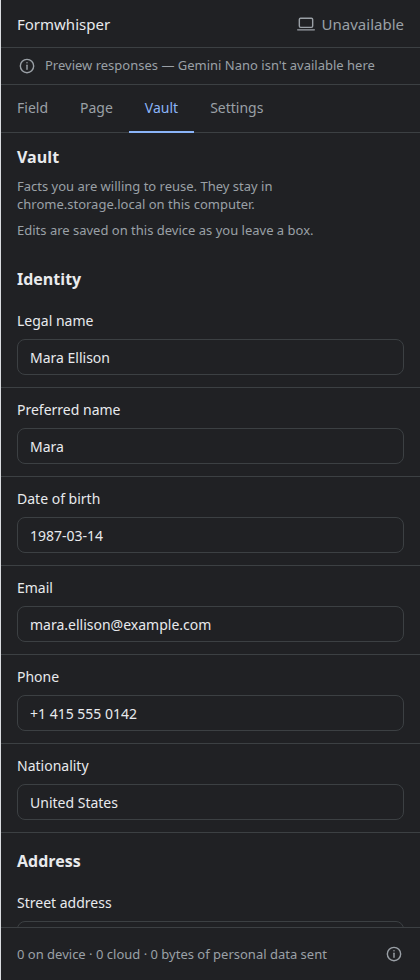 Formwhisper
Unavailable
Preview responses — Gemini Nano isn't available here
Field
Page
Vault
Settings
Vault
Facts you are willing to reuse. They stay in
chrome.storage.local on this computer.
Edits are saved on this device as you leave a box.
Identity
Legal name
Mara Ellison
Preferred name
Mara
Date of birth
1987-03-14
Email
mara.ellison@example.com
Phone
+1 415 555 0142
Nationality
United States
Address
Street address
0 on device · 0 cloud · 0 bytes of personal data sent